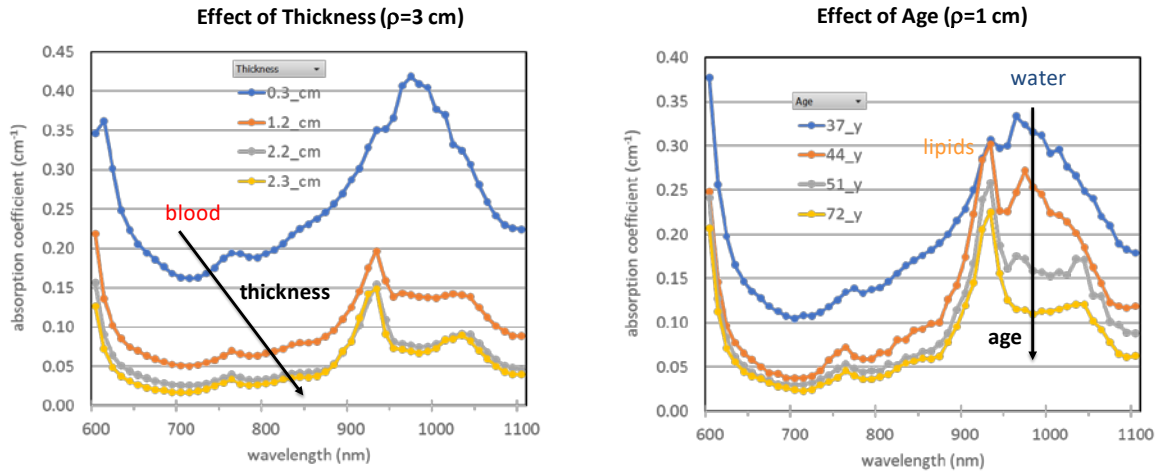 Effect of Thickness (ρ=3 cm)
absorption coefficient (cm⁻¹)
0.45
0.40
0.35
0.30
0.25
0.20
0.15
0.10
0.05
0.00
Thickness
0.3_cm
1.2_cm
2.2_cm
2.3_cm
blood
thickness
600 700 800 900 1000 1100
wavelength (nm)
Effect of Age (ρ=1 cm)
absorption coefficient (cm⁻¹)
0.40
0.35
0.30
0.25
0.20
0.15
0.10
0.05
0.00
water
Age
37_y
44_y
51_y
72_y
lipids
age
600 700 800 900 1000 1100
wavelength (nm)